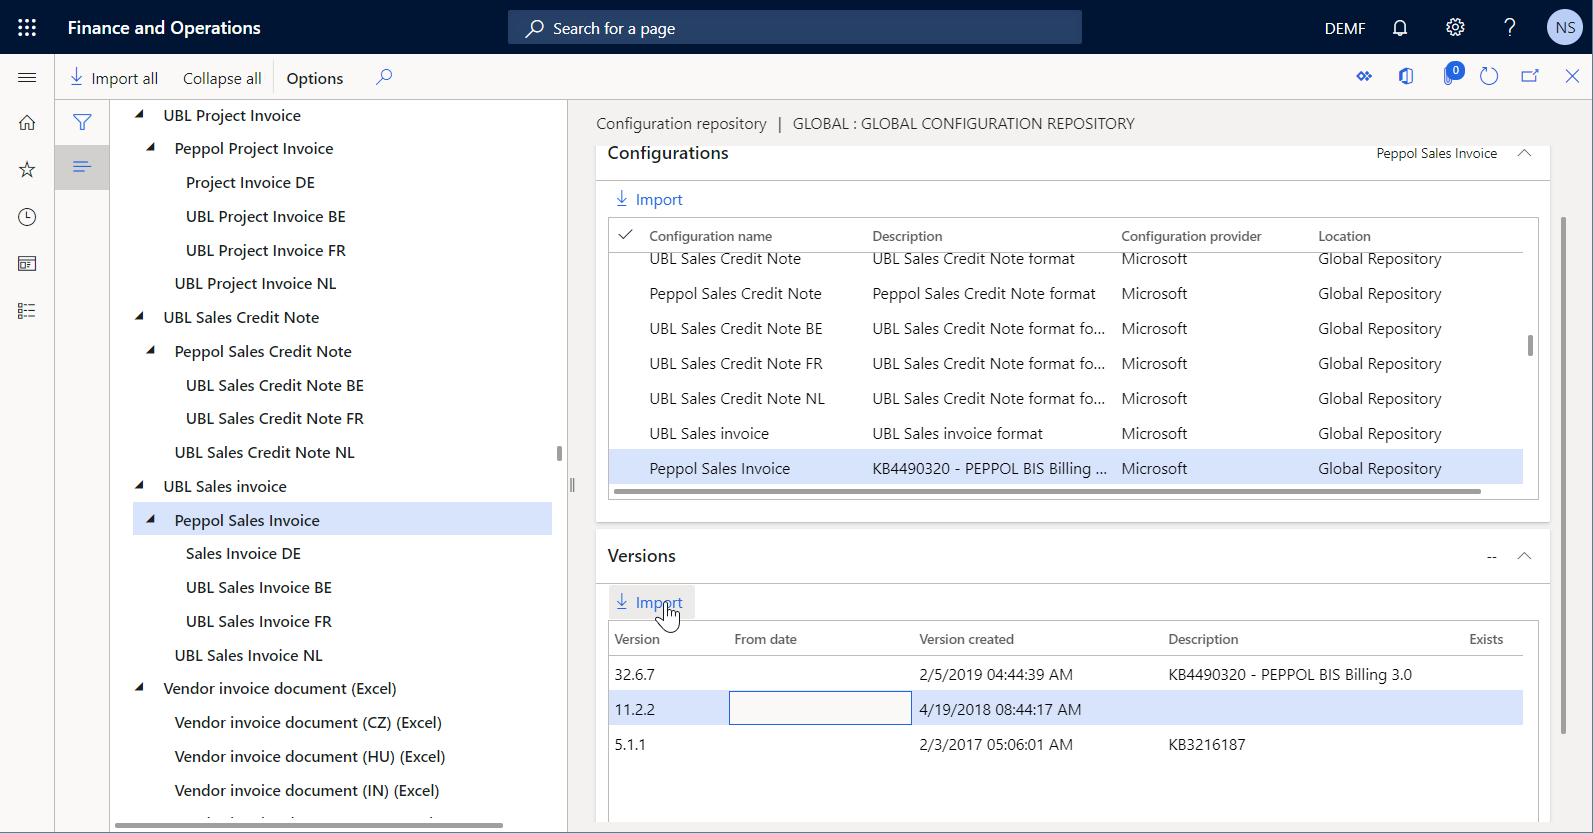 Finance and Operations
Search for a page
DEMF
NS
Import all
Collapse all
Options
0
UBL Project Invoice
Peppol Project Invoice
Project Invoice DE
UBL Project Invoice BE
UBL Project Invoice FR
UBL Project Invoice NL
UBL Sales Credit Note
Peppol Sales Credit Note
UBL Sales Credit Note BE
UBL Sales Credit Note FR
UBL Sales Credit Note NL
UBL Sales invoice
Peppol Sales Invoice
Sales Invoice DE
UBL Sales Invoice BE
UBL Sales Invoice FR
UBL Sales Invoice NL
Vendor invoice document (Excel)
Vendor invoice document (CZ) (Excel)
Vendor invoice document (HU) (Excel)
Vendor invoice document (IN) (Excel)
Configuration repository | GLOBAL : GLOBAL CONFIGURATION REPOSITORY
Configurations Peppol Sales Invoice
Import
Configuration name Description Configuration provider Location
UBL Sales Credit Note UBL Sales Credit Note format Microsoft Global Repository
Peppol Sales Credit Note Peppol Sales Credit Note format Microsoft Global Repository
UBL Sales Credit Note BE UBL Sales Credit Note format fo... Microsoft Global Repository
UBL Sales Credit Note FR UBL Sales Credit Note format fo... Microsoft Global Repository
UBL Sales Credit Note NL UBL Sales Credit Note format fo... Microsoft Global Repository
UBL Sales invoice UBL Sales invoice format Microsoft Global Repository
Peppol Sales Invoice KB4490320 - PEPPOL BIS Billing ... Microsoft Global Repository
Versions --
Import
Version From date Version created Description Exists
32.6.7 2/5/2019 04:44:39 AM KB4490320 - PEPPOL BIS Billing 3.0
11.2.2 4/19/2018 08:44:17 AM
5.1.1 2/3/2017 05:06:01 AM KB3216187